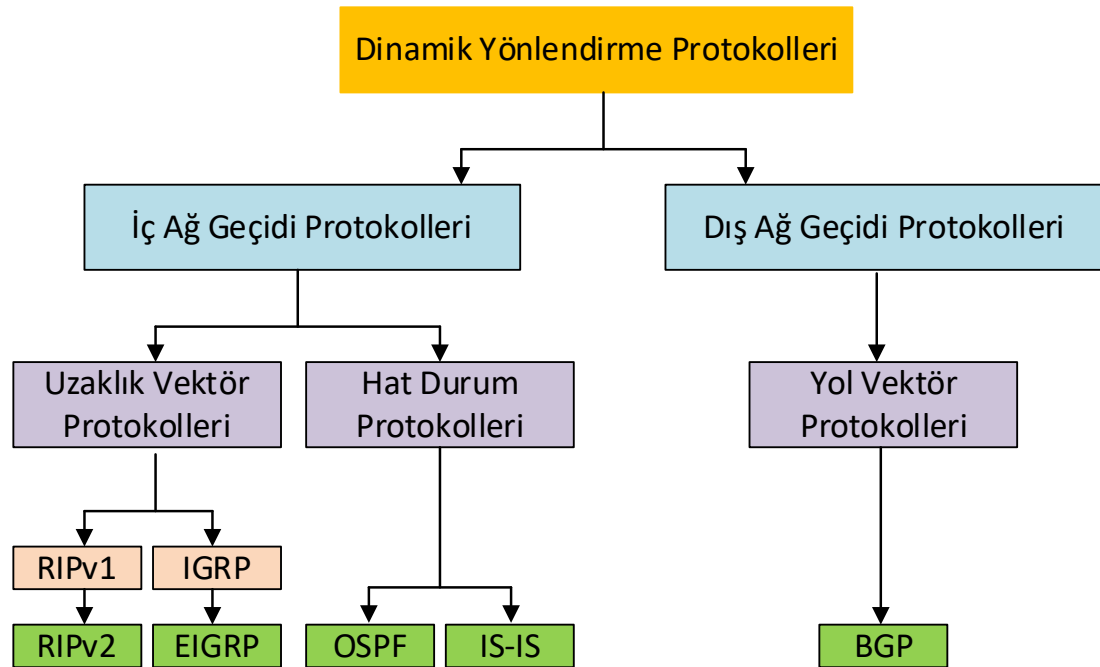 Dinamik Yönlendirme Protokolleri
İç Ağ Geçidi Protokolleri
Dış Ağ Geçidi Protokolleri
Uzaklık Vektör
Protokolleri
Hat Durum
Protokolleri
Yol Vektör
Protokolleri
RIPv1
IGRP
RIPv2
EIGRP
OSPF
IS-IS
BGP